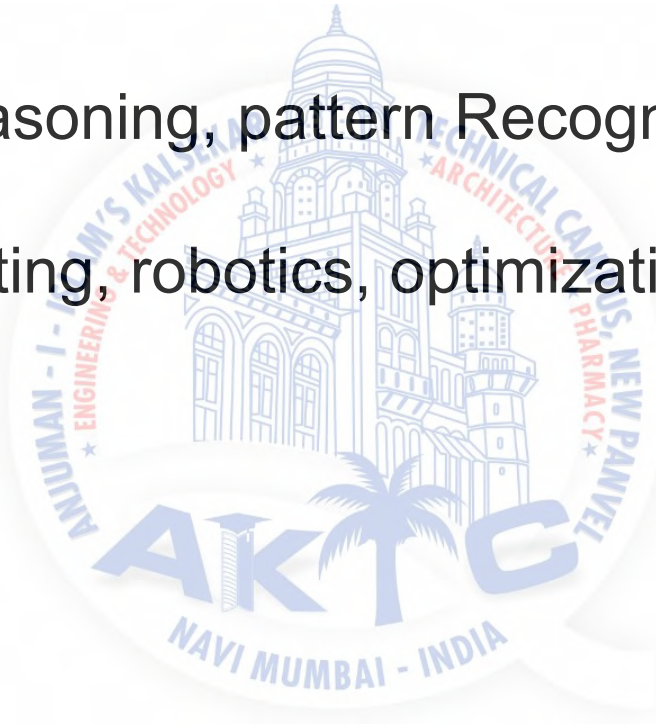 asoning, pattern Recogn
ting, robotics, optimizati
ANJUMAN - I - ISLAM'S KALSEKAR TECHNICAL CAMPUS, NEW PANVEL
★ ENGINEERING & TECHNOLOGY ★
★ ARCHITECTURE ★ PHARMACY ★
AKTC
NAVI MUMBAI - INDIA